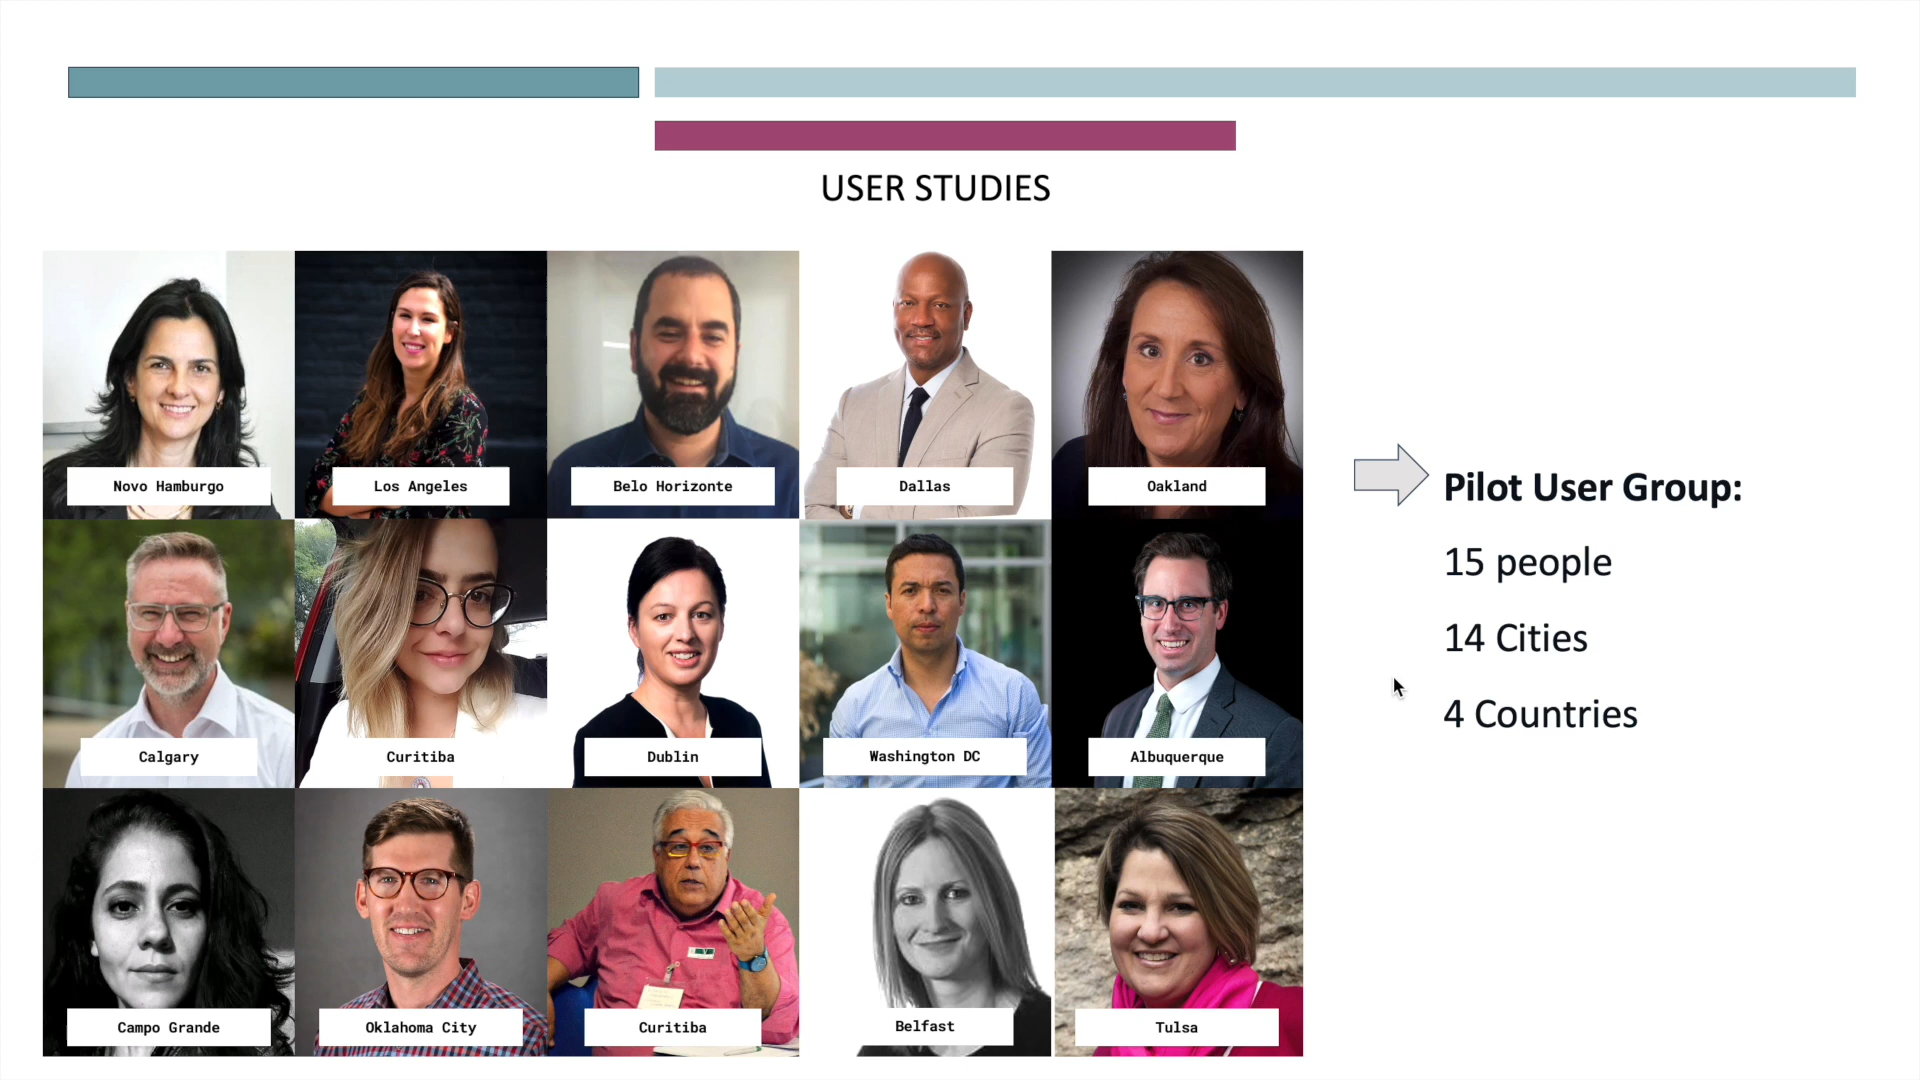 USER STUDIES
Novo Hamburgo
Los Angeles
Belo Horizonte
Dallas
Oakland
Calgary
Curitiba
Dublin
Washington DC
Albuquerque
Campo Grande
Oklahoma City
Curitiba
Belfast
Tulsa
Pilot User Group:
15 people
14 Cities
4 Countries